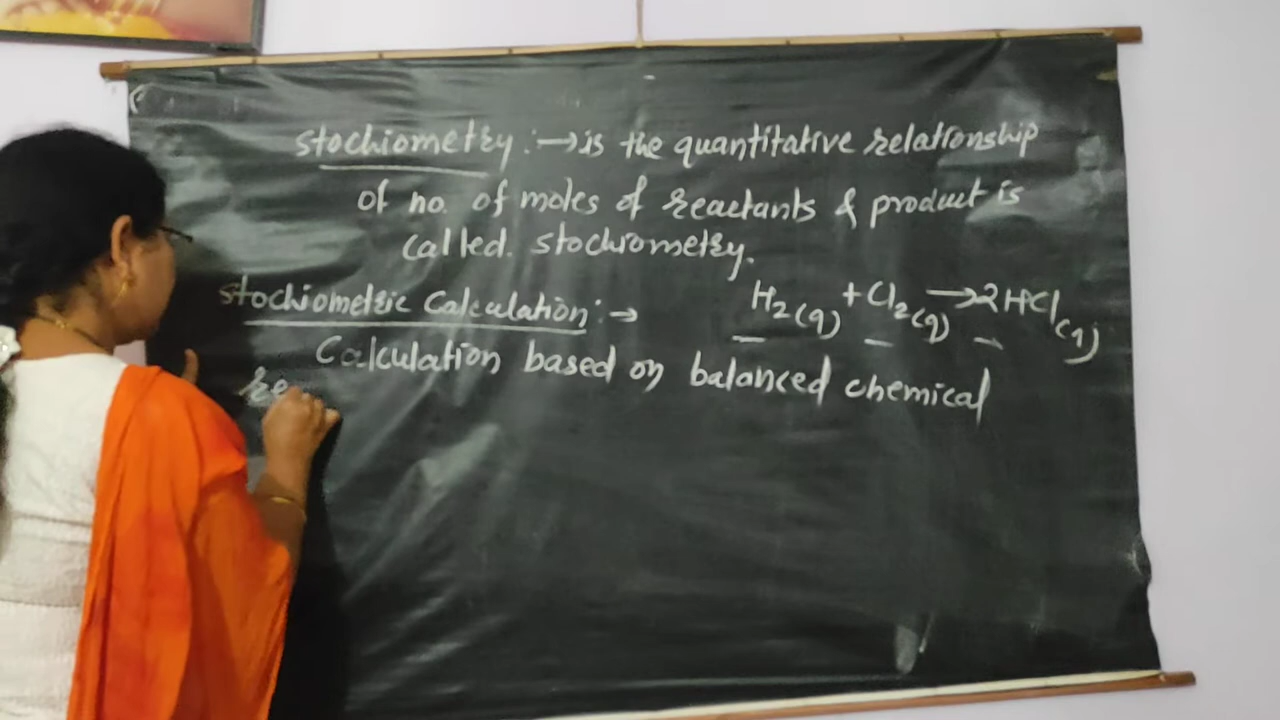 stochiometry :→ is the quantitative relationship
of no. of moles of reactants & product is
called. stochiometry.
stochiometric Calculation :→ H₂(g) + Cl₂(g) → 2HCl(g)
Calculation based on balanced chemical
re